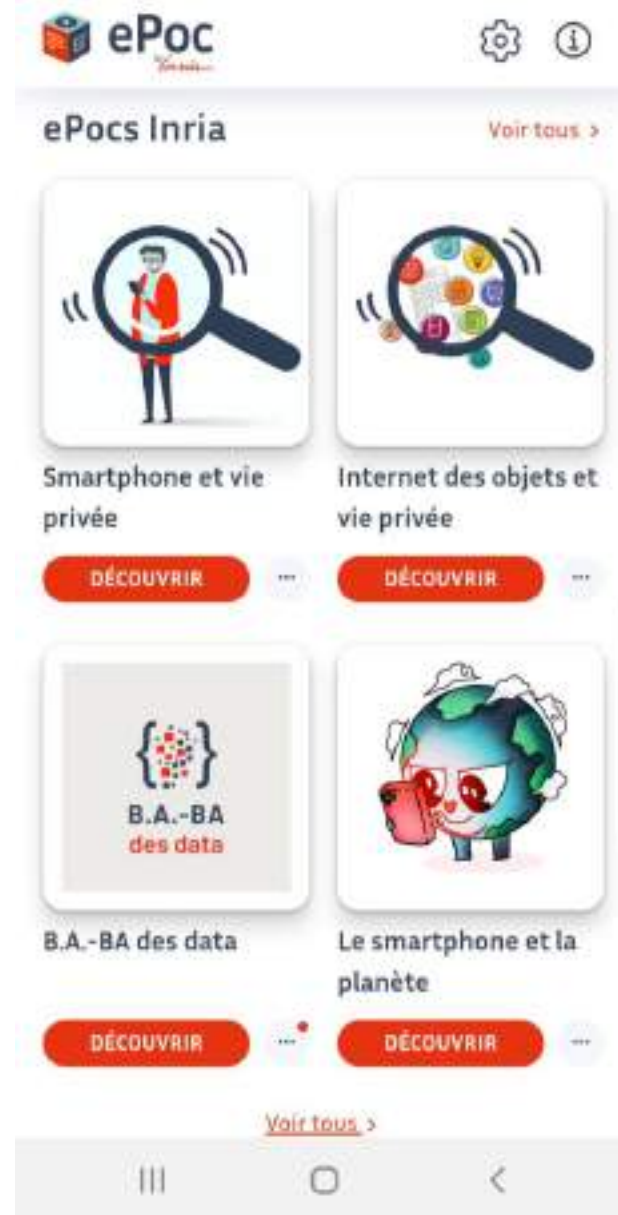 ePoc
Inria
ePocs Inria
Voir tous >
Smartphone et vie
privée
Internet des objets et
vie privée
DÉCOUVRIR ...
DÉCOUVRIR ...
{ }
B.A.-BA
des data
B.A.-BA des data
Le smartphone et la
planète
DÉCOUVRIR ...
DÉCOUVRIR ...
Voir tous >